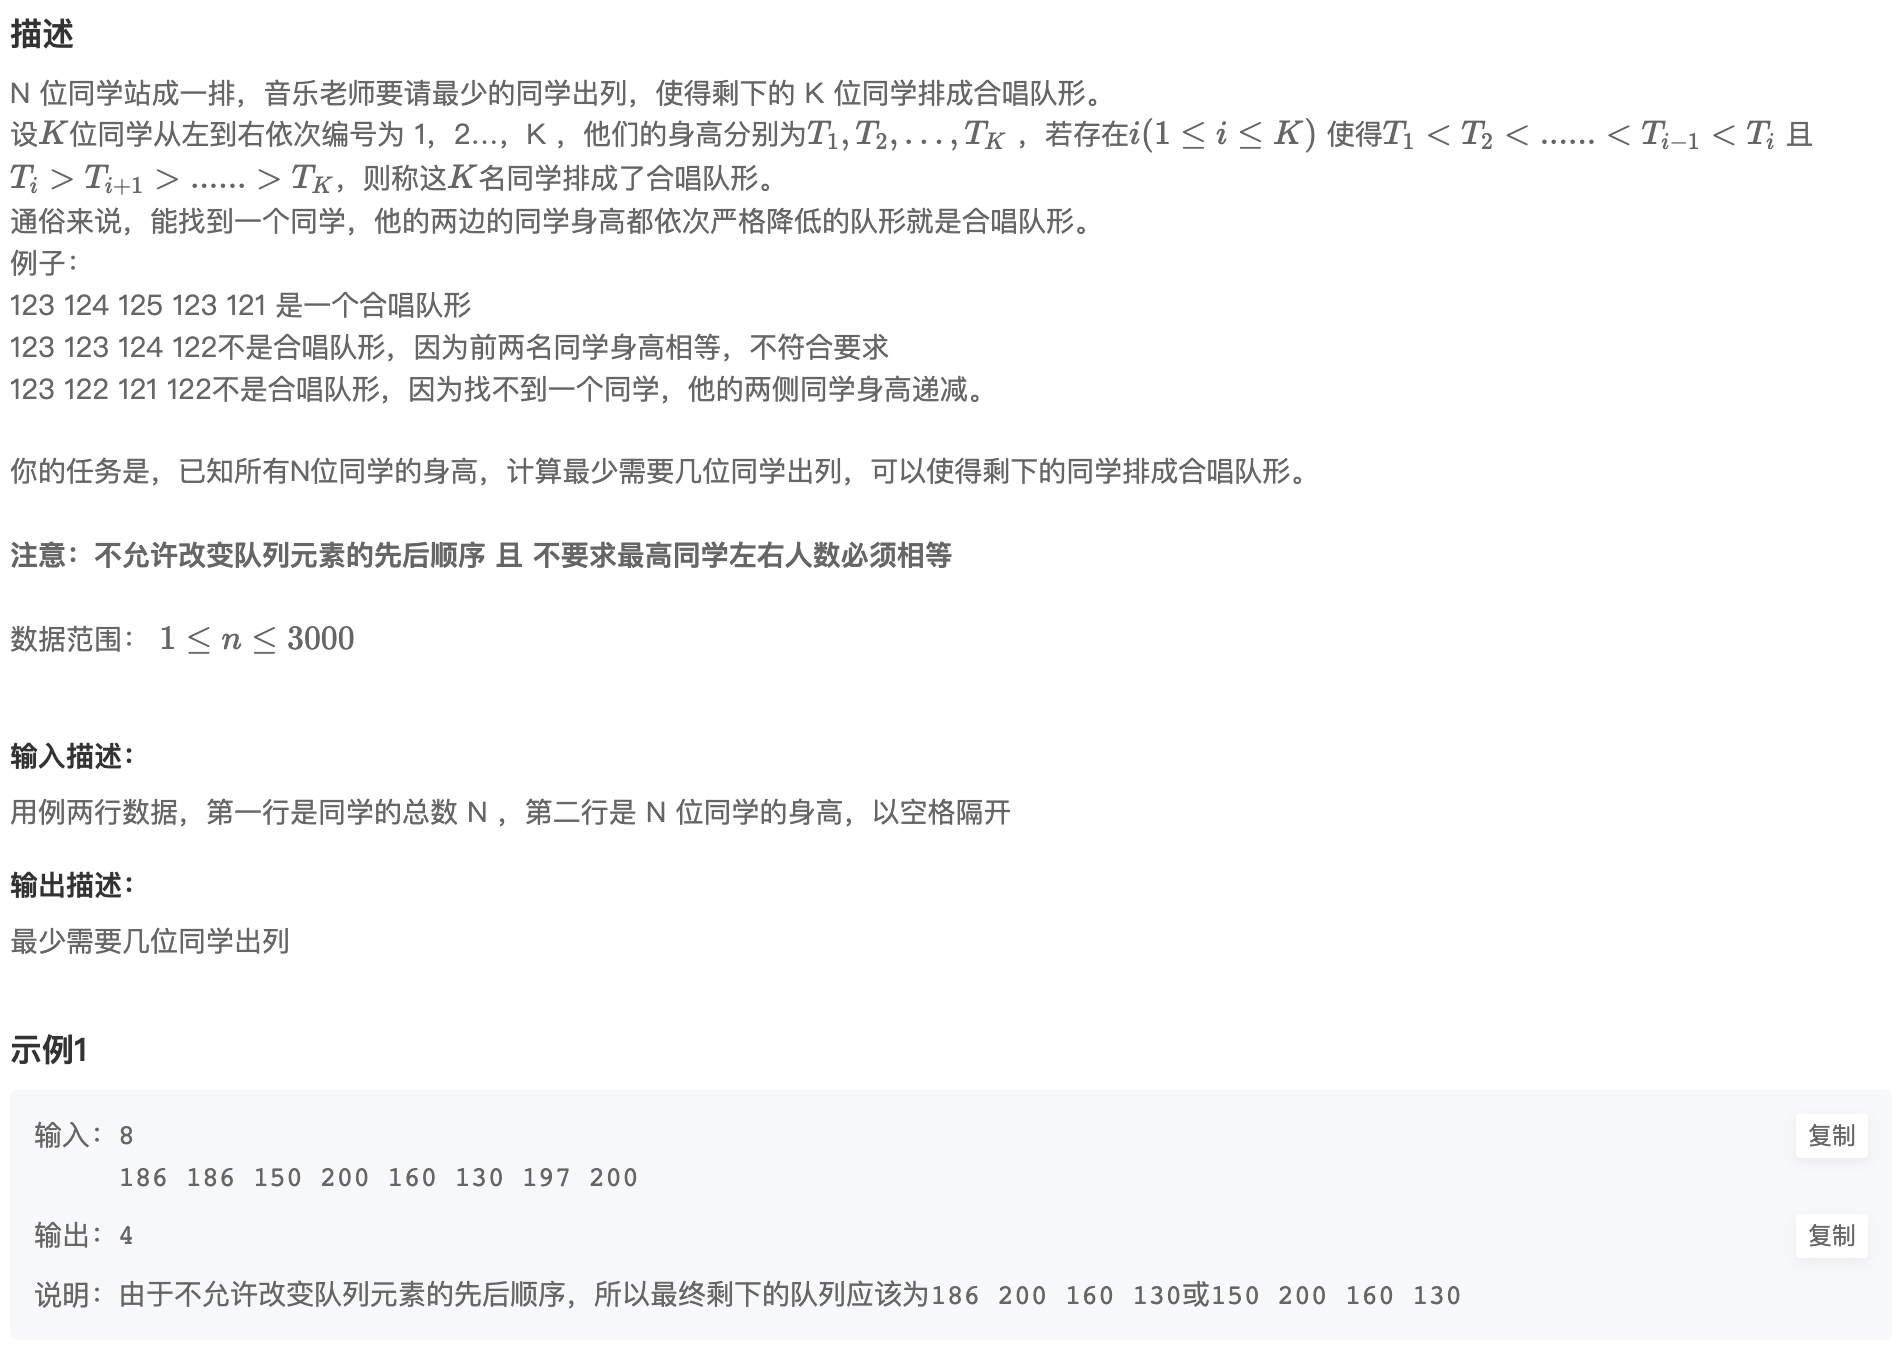 描述
N 位同学站成一排，音乐老师要请最少的同学出列，使得剩下的 K 位同学排成合唱队形。
设K位同学从左到右依次编号为 1，2…，K ，他们的身高分别为T₁,T₂,...,T_K ，若存在i(1≤i≤K) 使得T₁<T₂<......<T_{i−1}<T_i 且
T_i>T_{i+1}>......>T_K，则称这K名同学排成了合唱队形。
通俗来说，能找到一个同学，他的两边的同学身高都依次严格降低的队形就是合唱队形。
例子：
123 124 125 123 121 是一个合唱队形
123 123 124 122不是合唱队形，因为前两名同学身高相等，不符合要求
123 122 121 122不是合唱队形，因为找不到一个同学，他的两侧同学身高递减。
你的任务是，已知所有N位同学的身高，计算最少需要几位同学出列，可以使得剩下的同学排成合唱队形。
注意：不允许改变队列元素的先后顺序 且 不要求最高同学左右人数必须相等
数据范围： 1≤n≤3000
输入描述：
用例两行数据，第一行是同学的总数 N ，第二行是 N 位同学的身高，以空格隔开
输出描述：
最少需要几位同学出列
示例1
输入：8 复制
186 186 150 200 160 130 197 200
输出：4 复制
说明：由于不允许改变队列元素的先后顺序，所以最终剩下的队列应该为186 200 160 130或150 200 160 130